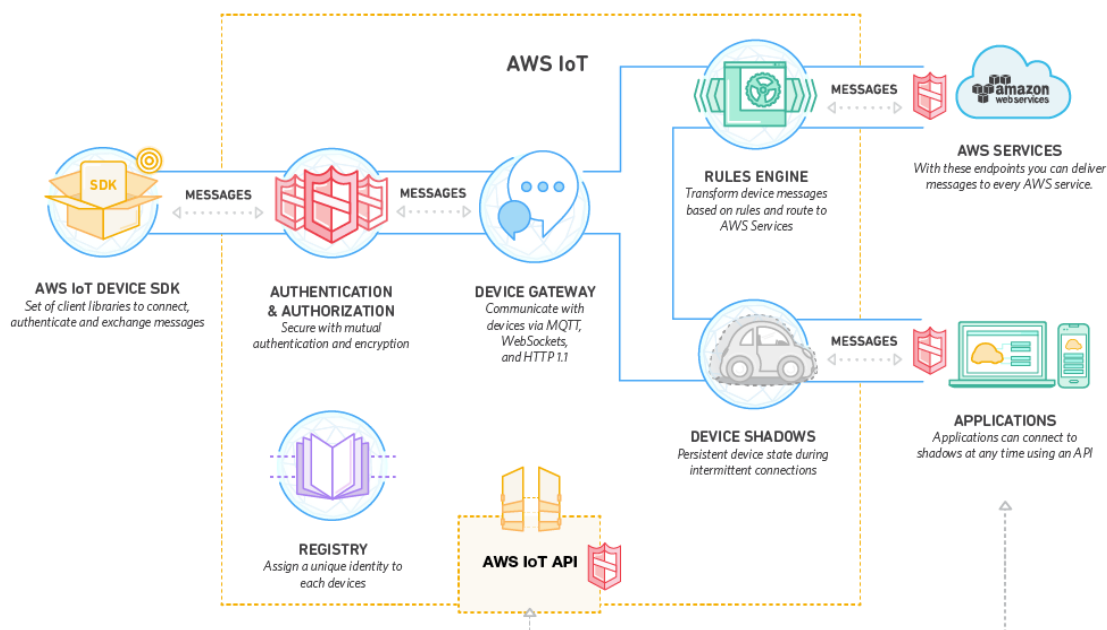 AWS IoT
SDK
MESSAGES
MESSAGES
MESSAGES
amazon
webservices
AWS IoT DEVICE SDK
Set of client libraries to connect,
authenticate and exchange messages
AUTHENTICATION
& AUTHORIZATION
Secure with mutual
authentication and encryption
DEVICE GATEWAY
Communicate with
devices via MQTT,
WebSockets,
and HTTP 1.1
RULES ENGINE
Transform device messages
based on rules and route to
AWS Services
AWS SERVICES
With these endpoints you can deliver
messages to every AWS service.
MESSAGES
DEVICE SHADOWS
Persistent device state during
intermittent connections
APPLICATIONS
Applications can connect to
shadows at any time using an API
REGISTRY
Assign a unique identity to
each devices
AWS IoT API